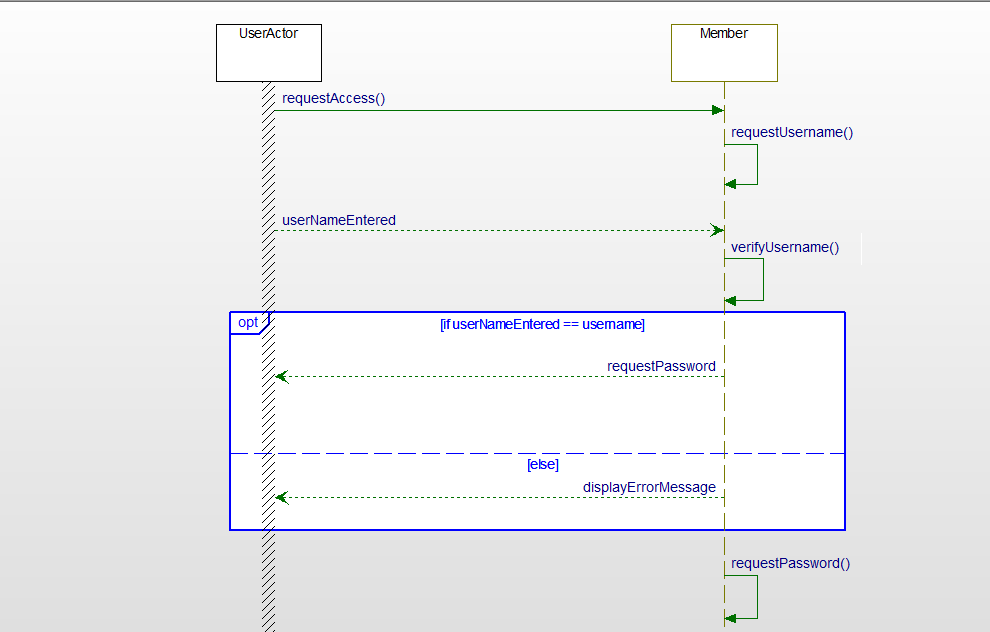 UserActor
Member
requestAccess()
requestUsername()
userNameEntered
verifyUsername()
opt
[if userNameEntered == username]
requestPassword
[else]
displayErrorMessage
requestPassword()